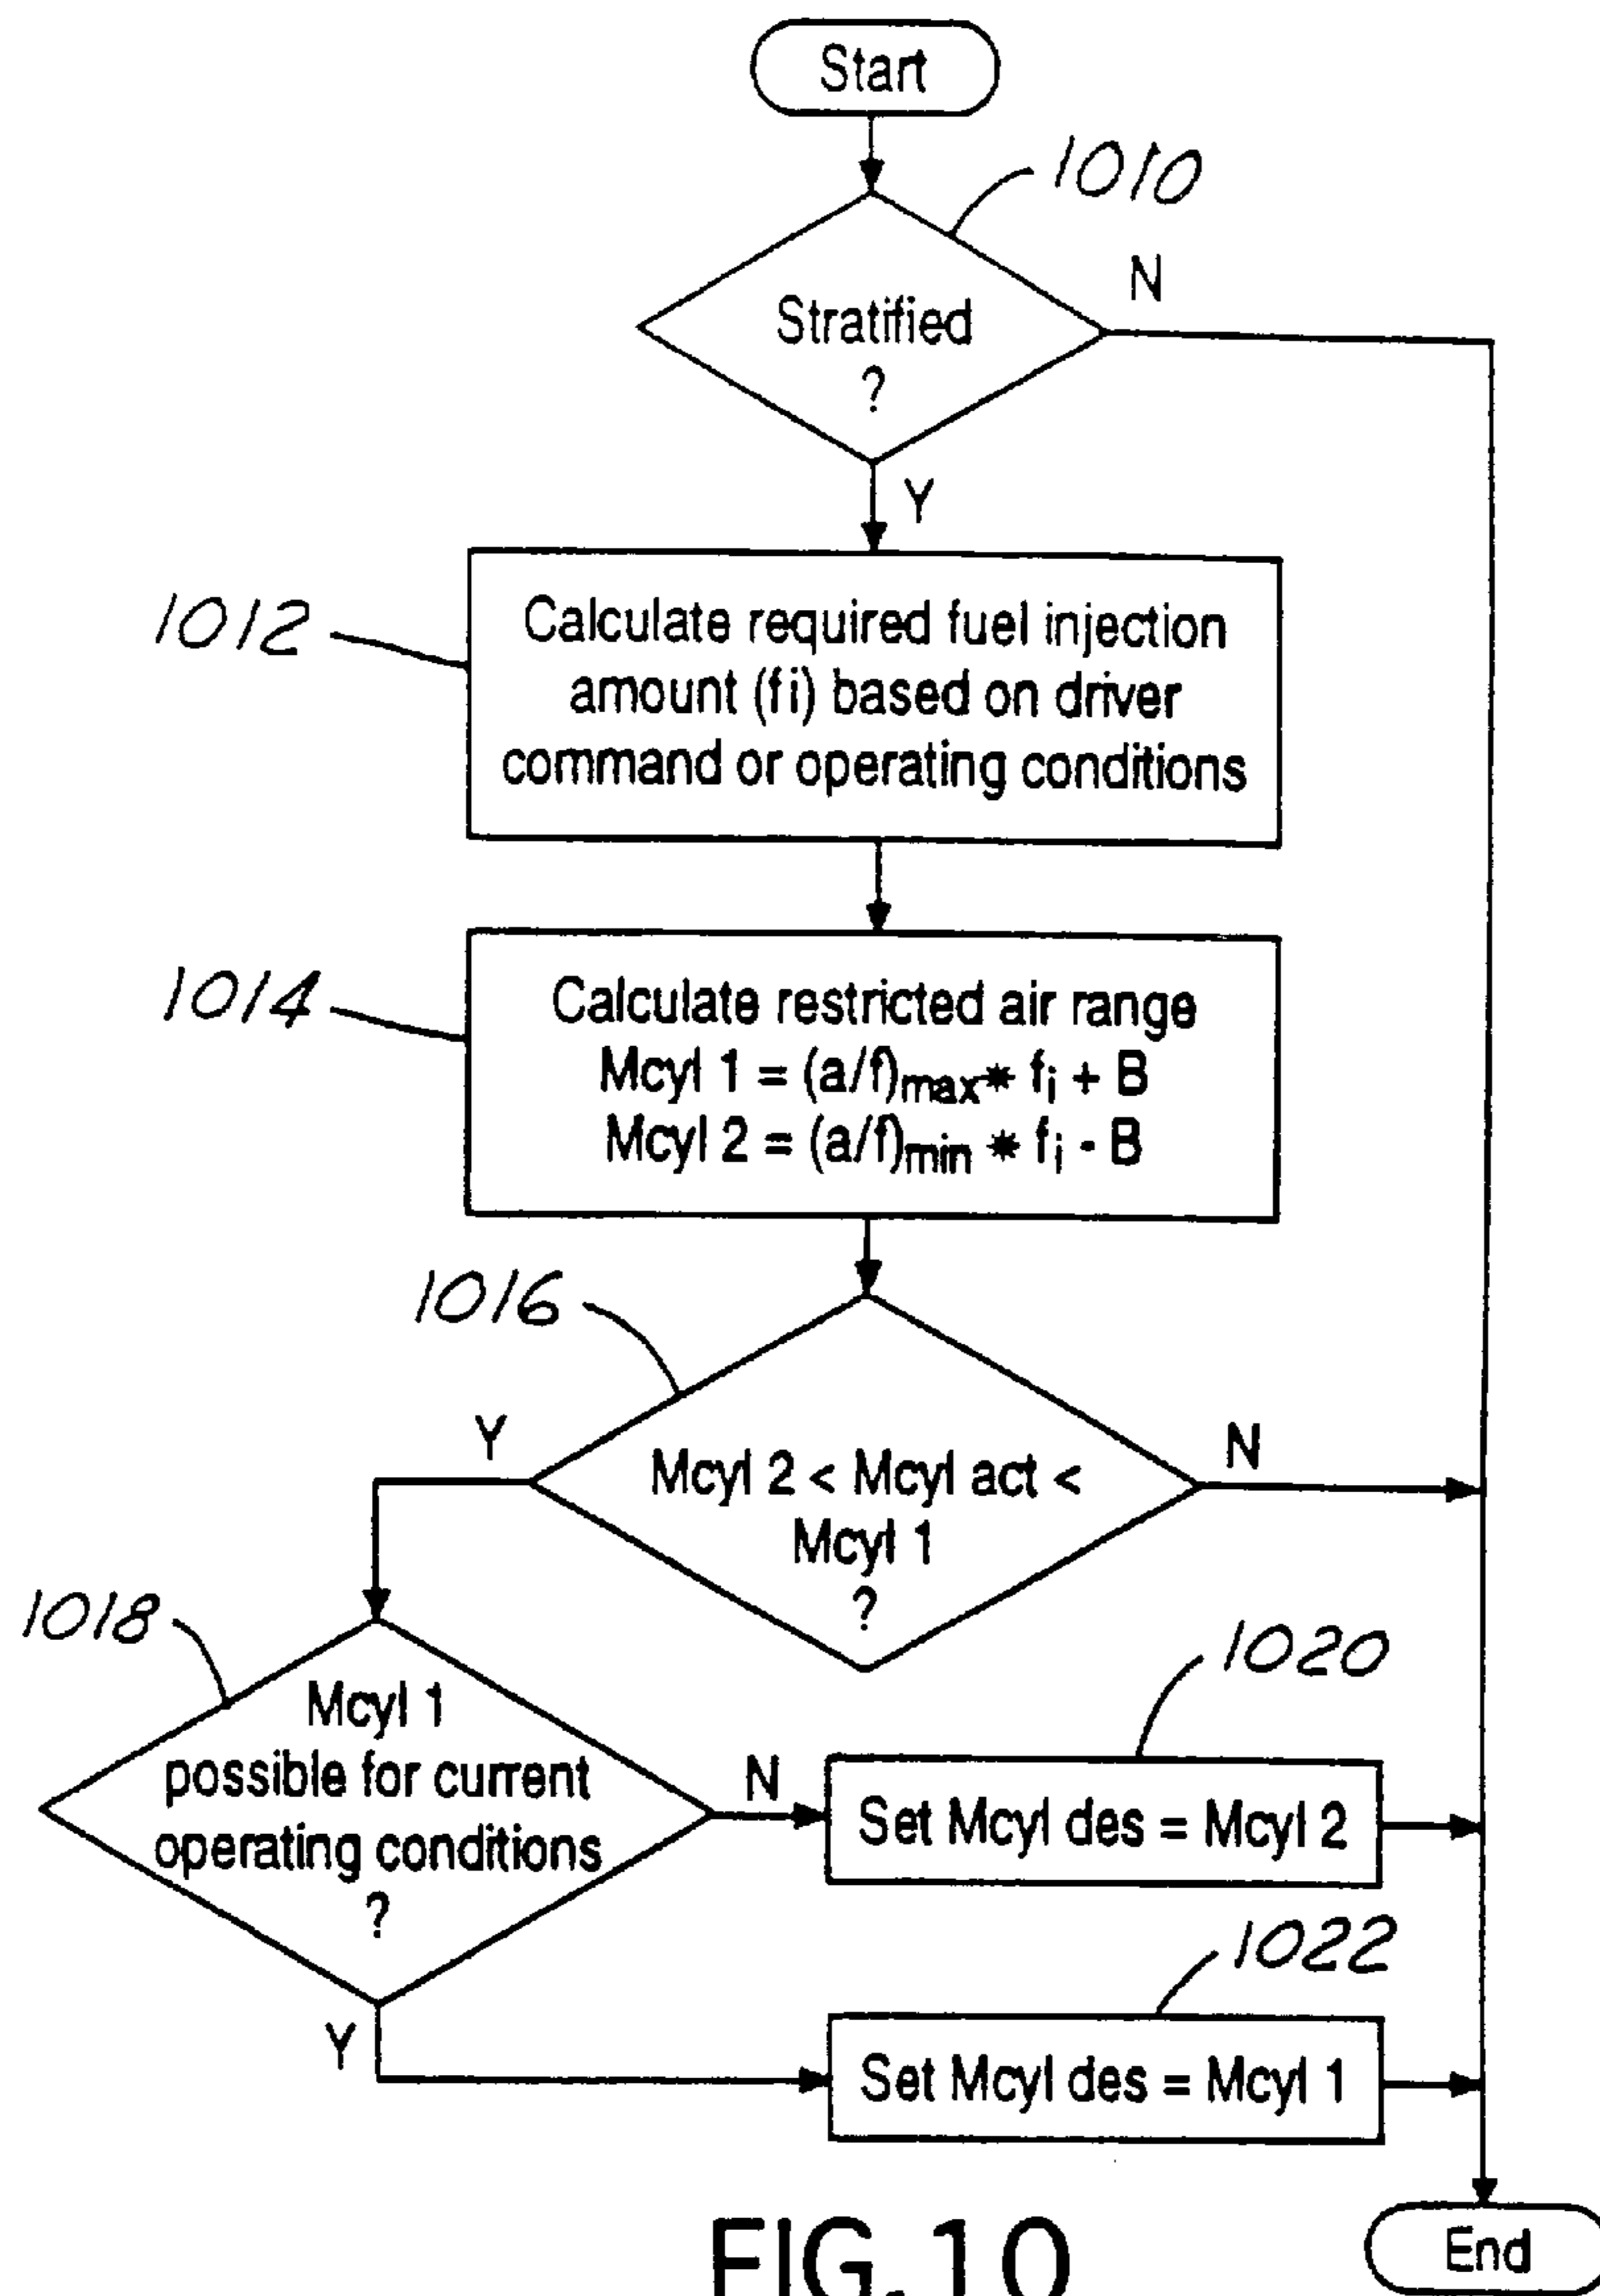 Start
1010
N
Stratified
?
Y
1012
Calculate required fuel injection
amount (fi) based on driver
command or operating conditions
1014
Calculate restricted air range
Mcyl 1 = (a/f)max* fi + B
Mcyl 2 = (a/f)min * fi - B
1016
Y
N
Mcyl 2 < Mcyl act <
Mcyl 1
?
1018
Mcyl 1
possible for current
operating conditions
?
N
1020
Set Mcyl des = Mcyl 2
Y
1022
Set Mcyl des = Mcyl 1
End
FIG. 10